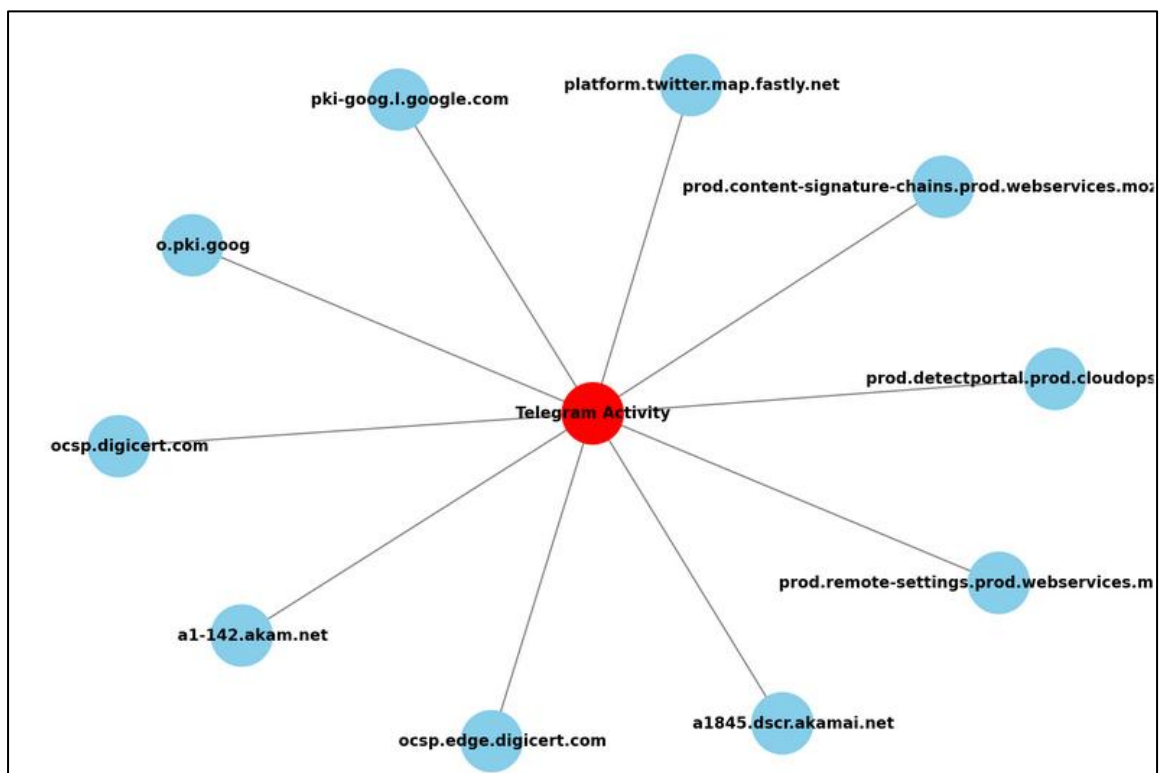 platform.twitter.map.fastly.net
pki-goog.l.google.com
prod.content-signature-chains.prod.webservices.moz
o.pki.goog
prod.detectportal.prod.cloudops
Telegram Activity
ocsp.digicert.com
prod.remote-settings.prod.webservices.m
a1-142.akam.net
a1845.dscr.akamai.net
ocsp.edge.digicert.com